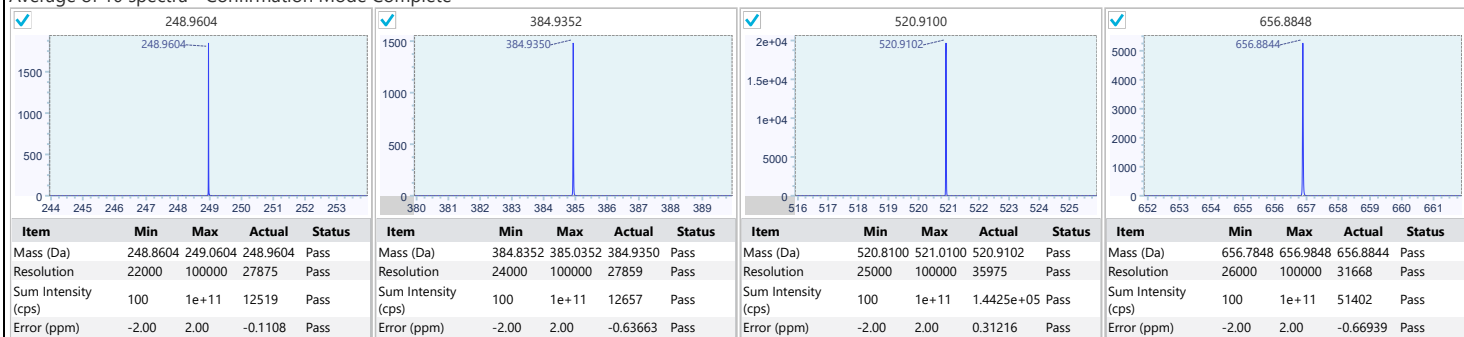 Average of 10 spectra - Confirmation Mode Complete
248.9604
248.9604
1500
1000
500
0
244 245 246 247 248 249 250 251 252 253
Item Min Max Actual Status
Mass (Da) 248.8604 249.0604 248.9604 Pass
Resolution 22000 100000 27875 Pass
Sum Intensity (cps) 100 1e+11 12519 Pass
Error (ppm) -2.00 2.00 -0.1108 Pass
384.9352
384.9350
1500
1000
500
0
380 381 382 383 384 385 386 387 388 389
Item Min Max Actual Status
Mass (Da) 384.8352 385.0352 384.9350 Pass
Resolution 24000 100000 27859 Pass
Sum Intensity (cps) 100 1e+11 12657 Pass
Error (ppm) -2.00 2.00 -0.63663 Pass
520.9100
520.9102
2e+04
1.5e+04
1e+04
5000
0
516 517 518 519 520 521 522 523 524 525
Item Min Max Actual Status
Mass (Da) 520.8100 521.0100 520.9102 Pass
Resolution 25000 100000 35975 Pass
Sum Intensity (cps) 100 1e+11 1.4425e+05 Pass
Error (ppm) -2.00 2.00 0.31216 Pass
656.8848
656.8844
5000
4000
3000
2000
1000
0
652 653 654 655 656 657 658 659 660 661
Item Min Max Actual Status
Mass (Da) 656.7848 656.9848 656.8844 Pass
Resolution 26000 100000 31668 Pass
Sum Intensity (cps) 100 1e+11 51402 Pass
Error (ppm) -2.00 2.00 -0.66939 Pass